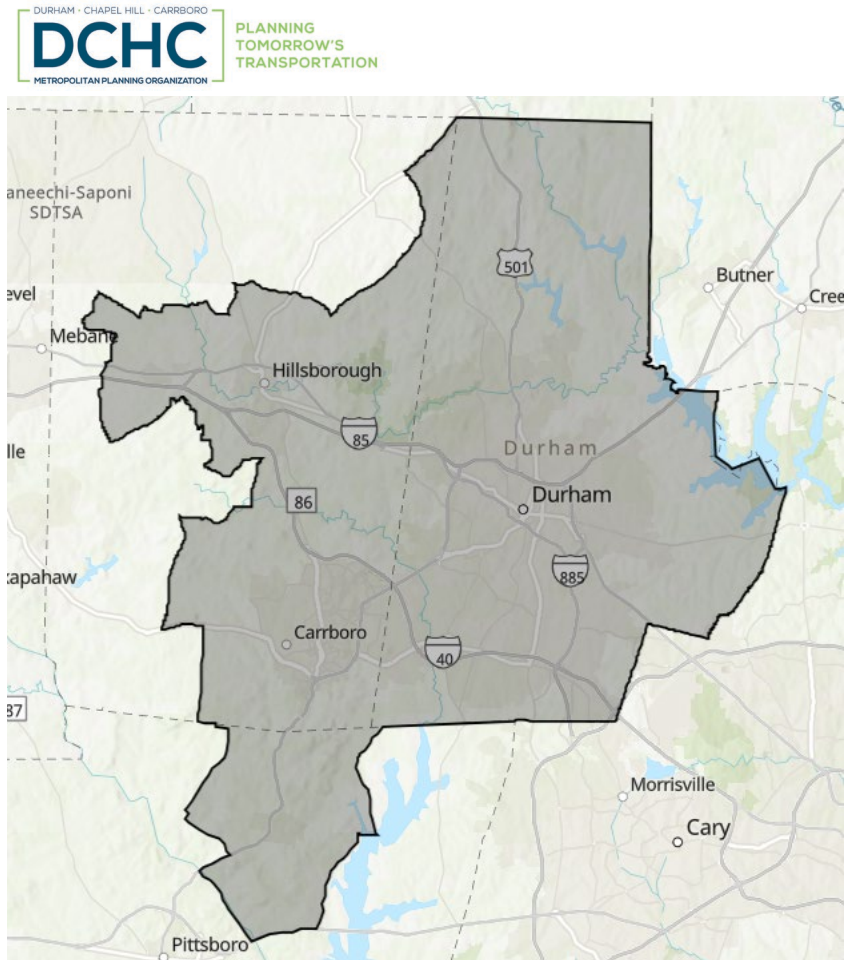 DURHAM · CHAPEL HILL · CARRBORO
DCHC
METROPOLITAN PLANNING ORGANIZATION
PLANNING
TOMORROW'S
TRANSPORTATION
aneechi-Saponi
SDTSA
501
Butner
Cree
evel
Mebane
Hillsborough
85
Durham
lle
86
Durham
885
xapahaw
Carrboro
40
87
Morrisville
Cary
Pittsboro